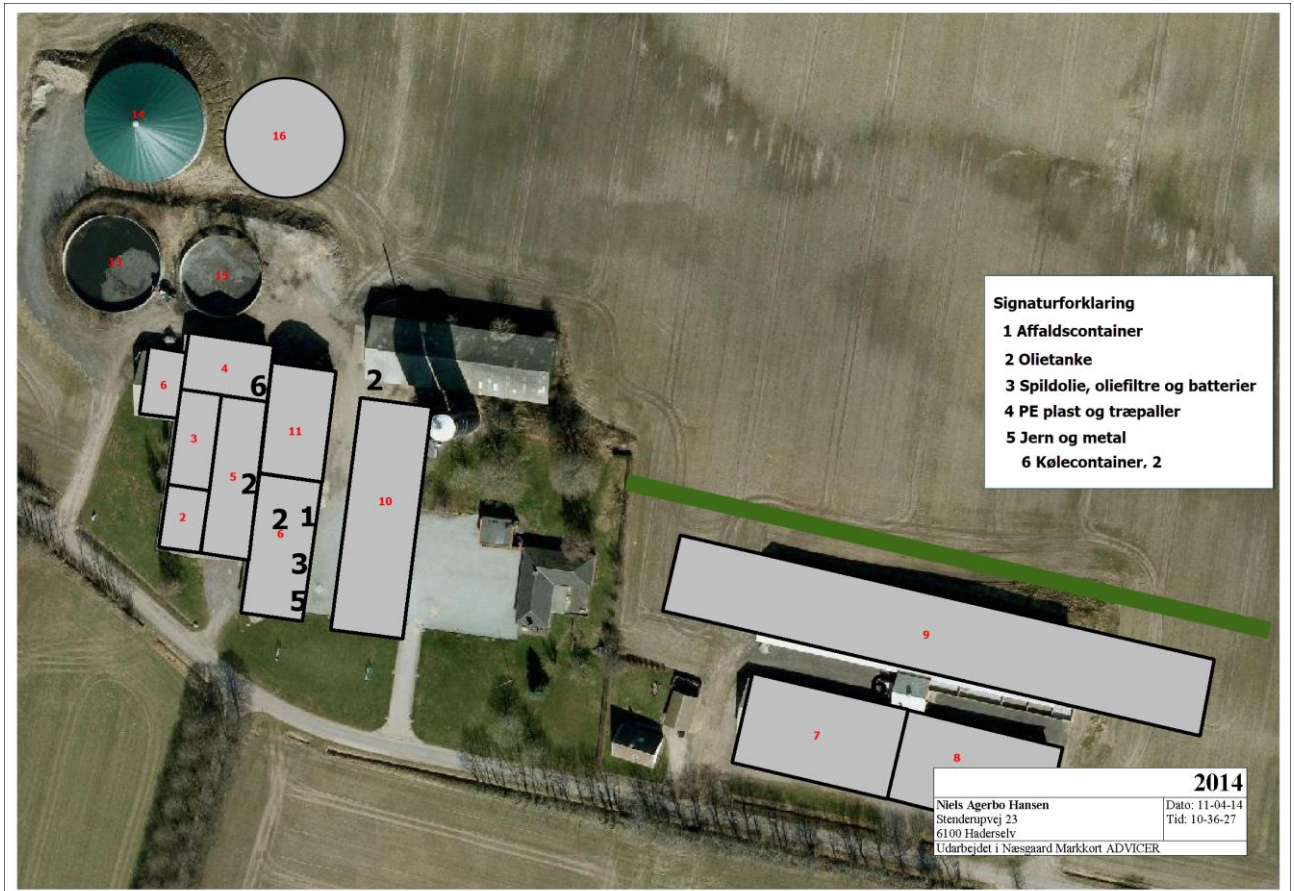 14
16
15
Signaturforklaring
1 Affaldscontainer
2 Olietanke
3 Spildolie, oliefiltre og batterier
4 PE plast og træpaller
5 Jern og metal
6 Kølecontainer, 2
4
6
6
2
3
11
5
2
10
2
2
1
6
3
5
9
6
7
8
2014
Niels Agerbo Hansen
Stenderupvej 23
6100 Haderselv
Dato: 11-04-14
Tid: 10-36-27
Udarbejdet i Næsgaard Markkort ADVICER